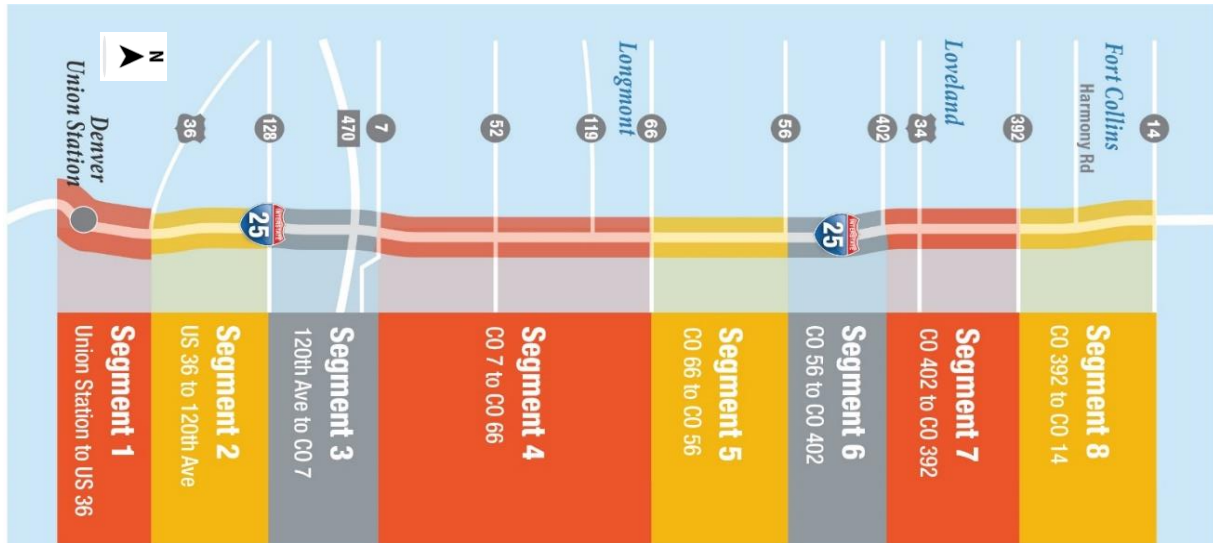 N
Fort Collins
Harmony Rd
14
392
Loveland
34
402
56
Longmont
66
119
52
7
470
128
36
Denver
Union Station
INTERSTATE
25
INTERSTATE
25
Segment 8
CO 392 to CO 14
Segment 7
CO 402 to CO 392
Segment 6
CO 56 to CO 402
Segment 5
CO 66 to CO 56
Segment 4
CO 7 to CO 66
Segment 3
120th Ave to CO 7
Segment 2
US 36 to 120th Ave
Segment 1
Union Station to US 36